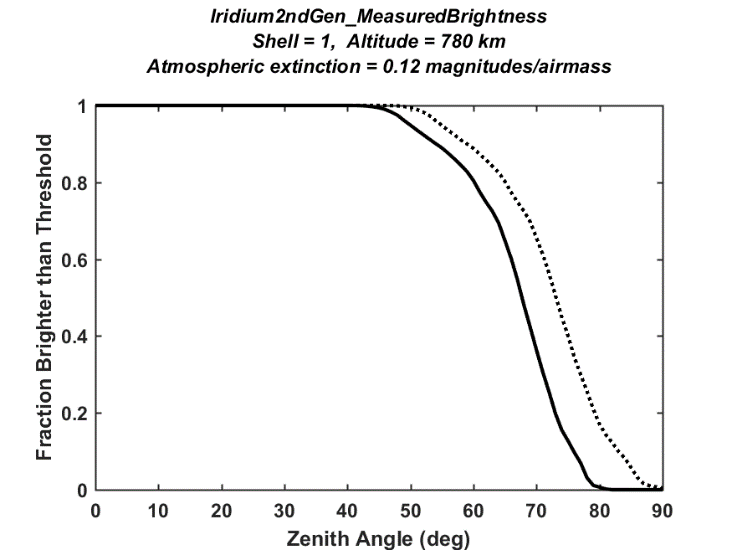 Iridium2ndGen_MeasuredBrightness
Shell = 1, Altitude = 780 km
Atmospheric extinction = 0.12 magnitudes/airmass
Fraction Brighter than Threshold
1
0.8
0.6
0.4
0.2
0
0 10 20 30 40 50 60 70 80 90
Zenith Angle (deg)